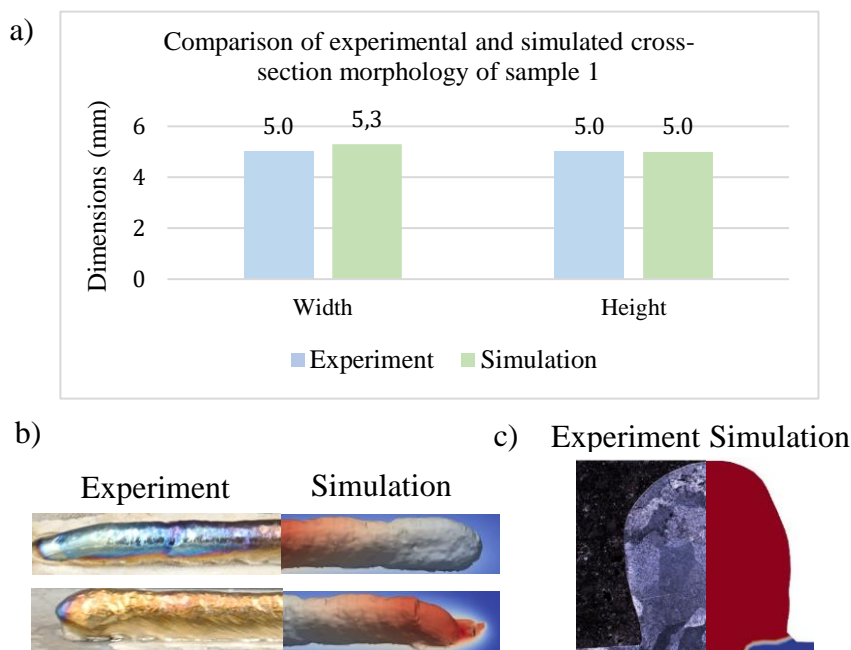 a)
Comparison of experimental and simulated cross-
section morphology of sample 1
Dimensions (mm)
6
4
2
0
5.0
5,3
5.0
5.0
Width
Height
Experiment
Simulation
b)
Experiment
Simulation
c)
Experiment Simulation